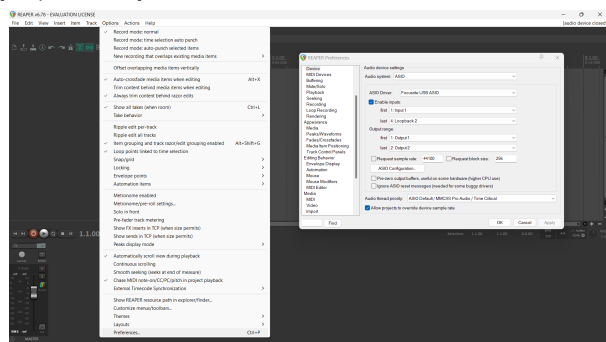 REAPER v6.78 - EVALUATION LICENSE
File Edit View Insert Item Track Options Actions Help
[audio device closed]
Record mode: normal
Record mode: time selection auto punch
Record mode: auto-punch selected items
New recording that overlaps existing media items
Offset overlapping media items vertically
Auto-crossfade media items when editing Alt+X
Trim content behind media items when editing
Always trim content behind razor edits
Show all takes (when room) Ctrl+L
Take behavior
Ripple edit per-track
Ripple edit all tracks
Item grouping and track razor/edit grouping enabled Alt+Shift+G
Loop points linked to time selection
Snap/grid
Locking
Envelope points
Automation items
Metronome enabled
Metronome/pre-roll settings...
Solo in front
Pre-fader track metering
Show FX inserts in TCP (when size permits)
Show sends in TCP (when size permits)
Peaks display mode
Automatically scroll view during playback
Continuous scrolling
Smooth seeking (seeks at end of measure)
Chase MIDI note-on/CC/PC/pitch in project playback
External Timecode Synchronization
Show REAPER resource path in explorer/finder...
Customize menus/toolbars...
Themes
Layouts
Preferences... Ctrl+P
REAPER Preferences
Device
MIDI Devices
Buffering
Mute/Solo
Playback
Seeking
Recording
Loop Recording
Rendering
Appearance
Media
Peaks/Waveforms
Fades/Crossfades
Media Item Positioning
Track Control Panels
Editing Behavior
Envelope Display
Automation
Mouse
Mouse Modifiers
MIDI Editor
Media
MIDI
Video
Import
Find
Audio device settings
Audio system: ASIO
ASIO Driver: Focusrite USB ASIO
Enable inputs:
first 1: Input 1
last 4: Loopback 2
Output range:
first 1: Output 1
last 2: Output 2
Request sample rate: 44100 Request block size: 256
ASIO Configuration...
Pre-zero output buffers, useful on some hardware (higher CPU use)
Ignore ASIO reset messages (needed for some buggy drivers)
Audio thread priority: ASIO Default / MMCSS Pro Audio / Time Critical
Allow projects to override device sample rate
OK Cancel Apply
1.1.00
MASTER